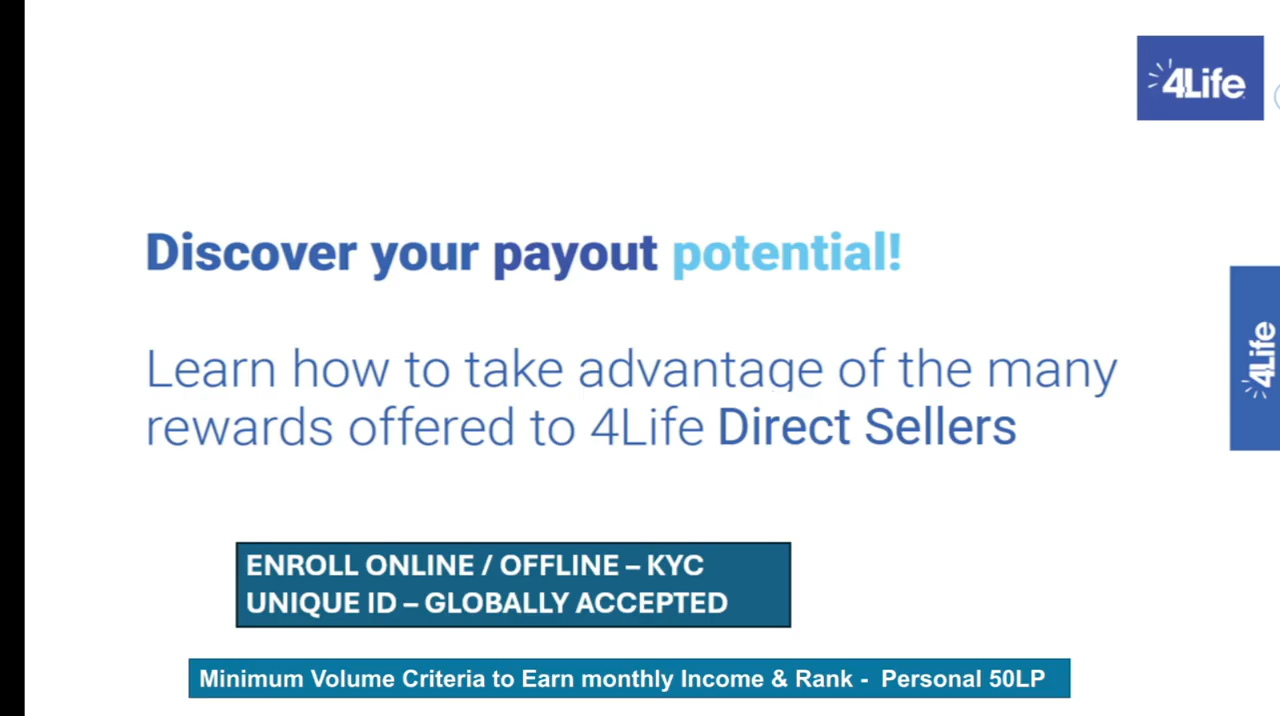 4Life
Discover your payout potential!
Learn how to take advantage of the many
rewards offered to 4Life Direct Sellers
4Life
ENROLL ONLINE / OFFLINE – KYC
UNIQUE ID – GLOBALLY ACCEPTED
Minimum Volume Criteria to Earn monthly Income & Rank - Personal 50LP